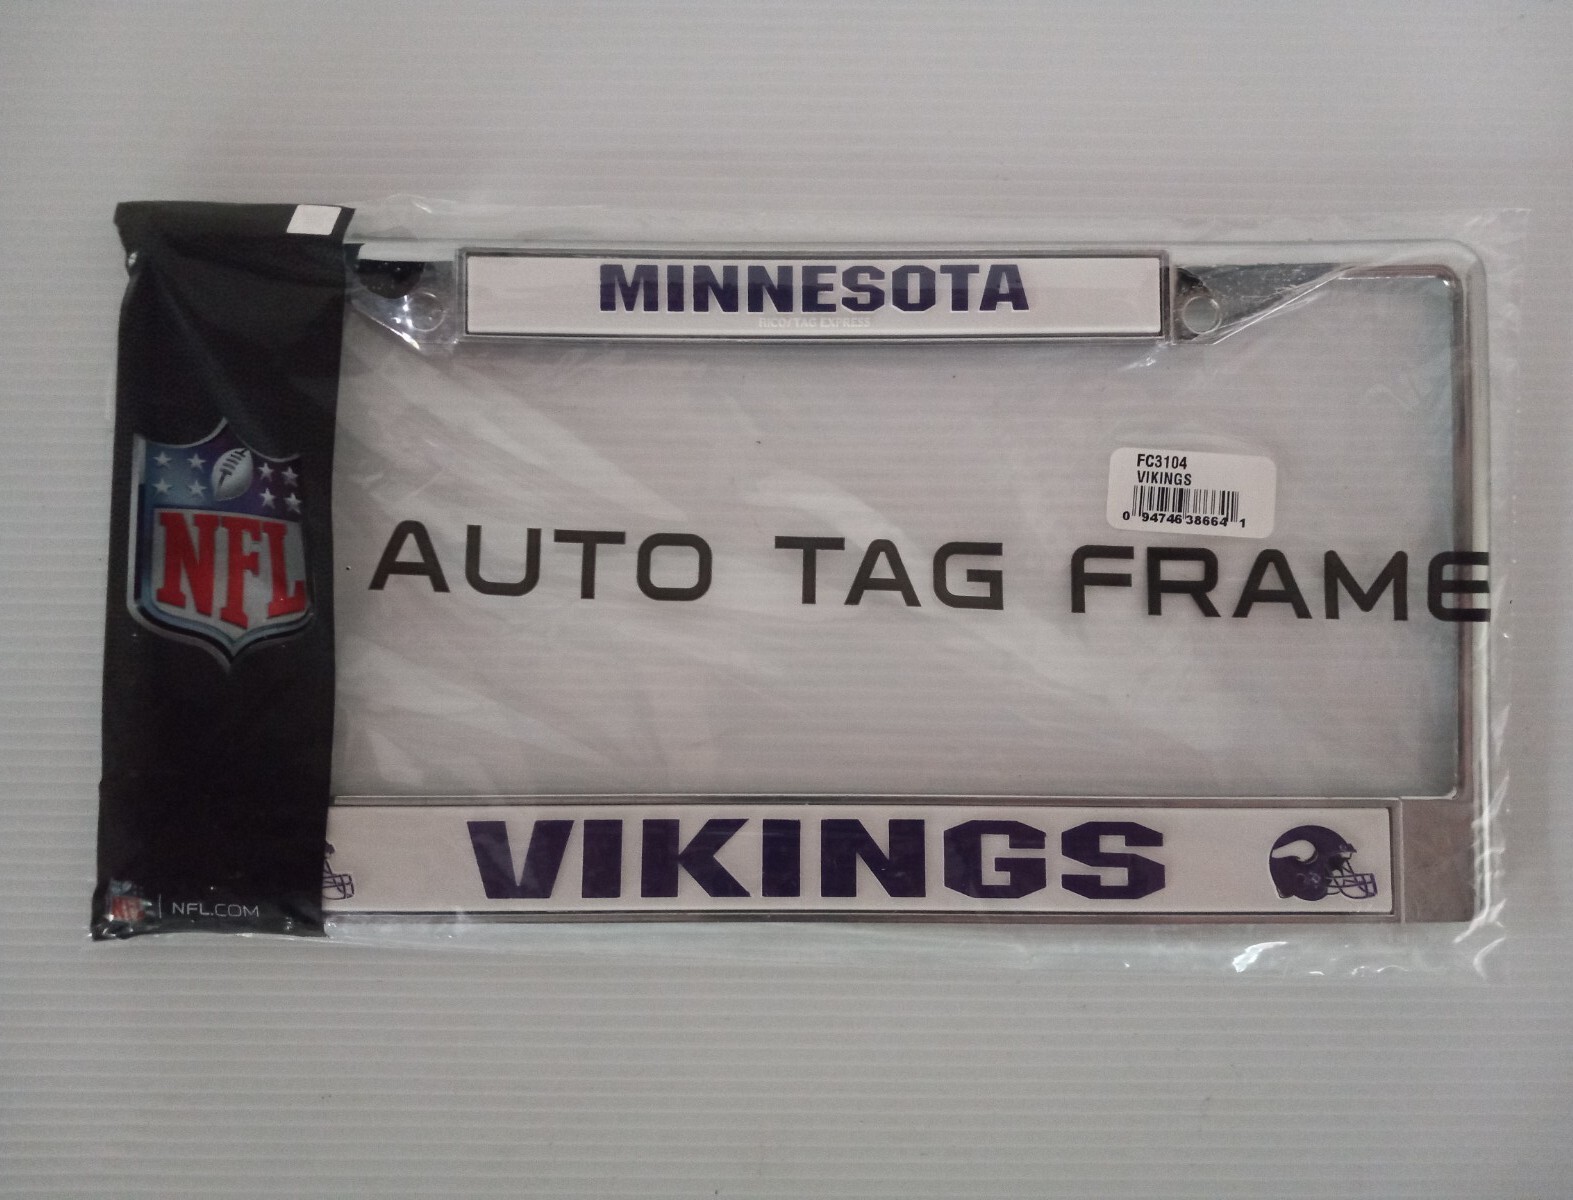 MINNESOTA
RICO/TAG EXPRESS
FC3104
VIKINGS
0 94746 38664 1
NFL
AUTO TAG FRAME
VIKINGS
NFL | NFL.COM